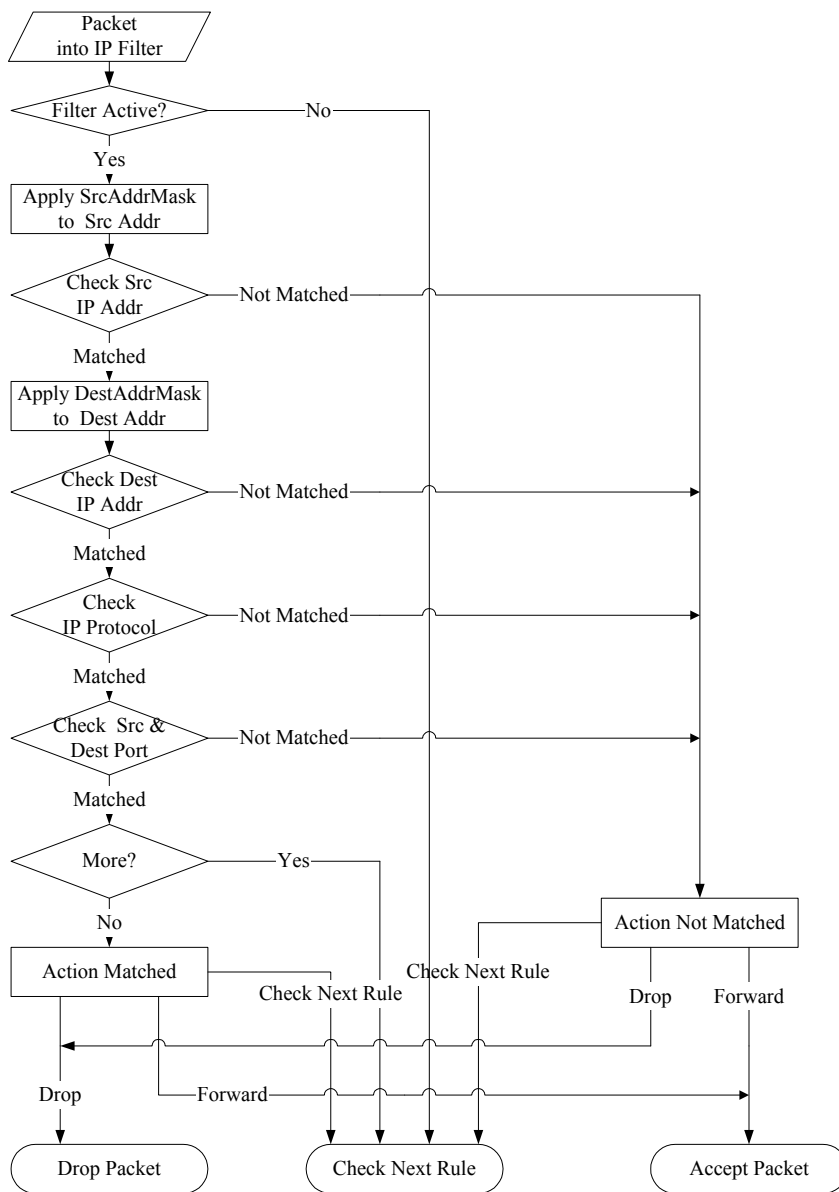 Packet
into IP Filter
Filter Active?
No
Yes
Apply SrcAddrMask
to Src Addr
Check Src
IP Addr
Not Matched
Matched
Apply DestAddrMask
to Dest Addr
Check Dest
IP Addr
Not Matched
Matched
Check
IP Protocol
Not Matched
Matched
Check Src &
Dest Port
Not Matched
Matched
More?
Yes
No
Action Not Matched
Action Matched
Check Next Rule
Check Next Rule
Drop
Forward
Drop
Forward
Drop Packet
Check Next Rule
Accept Packet